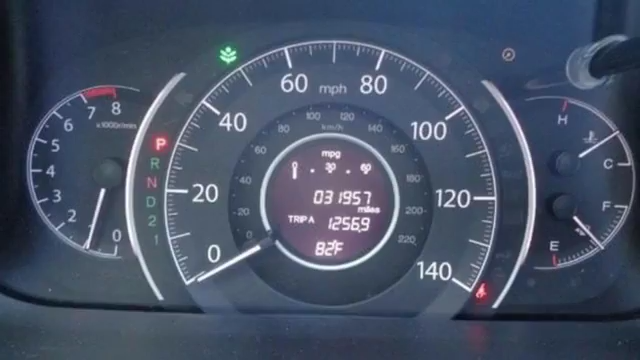 60 mph 80
40 100
20 120
0 140
80 100 120 140
km/h
60 160
40 180
20 200
0 220
mpg
30 60
031957
miles
TRIP A 1256.9
82°F
8
7
6
5
4
3
2
0
x1000r/min
P
R
N
D
2
1
H
C
F
E